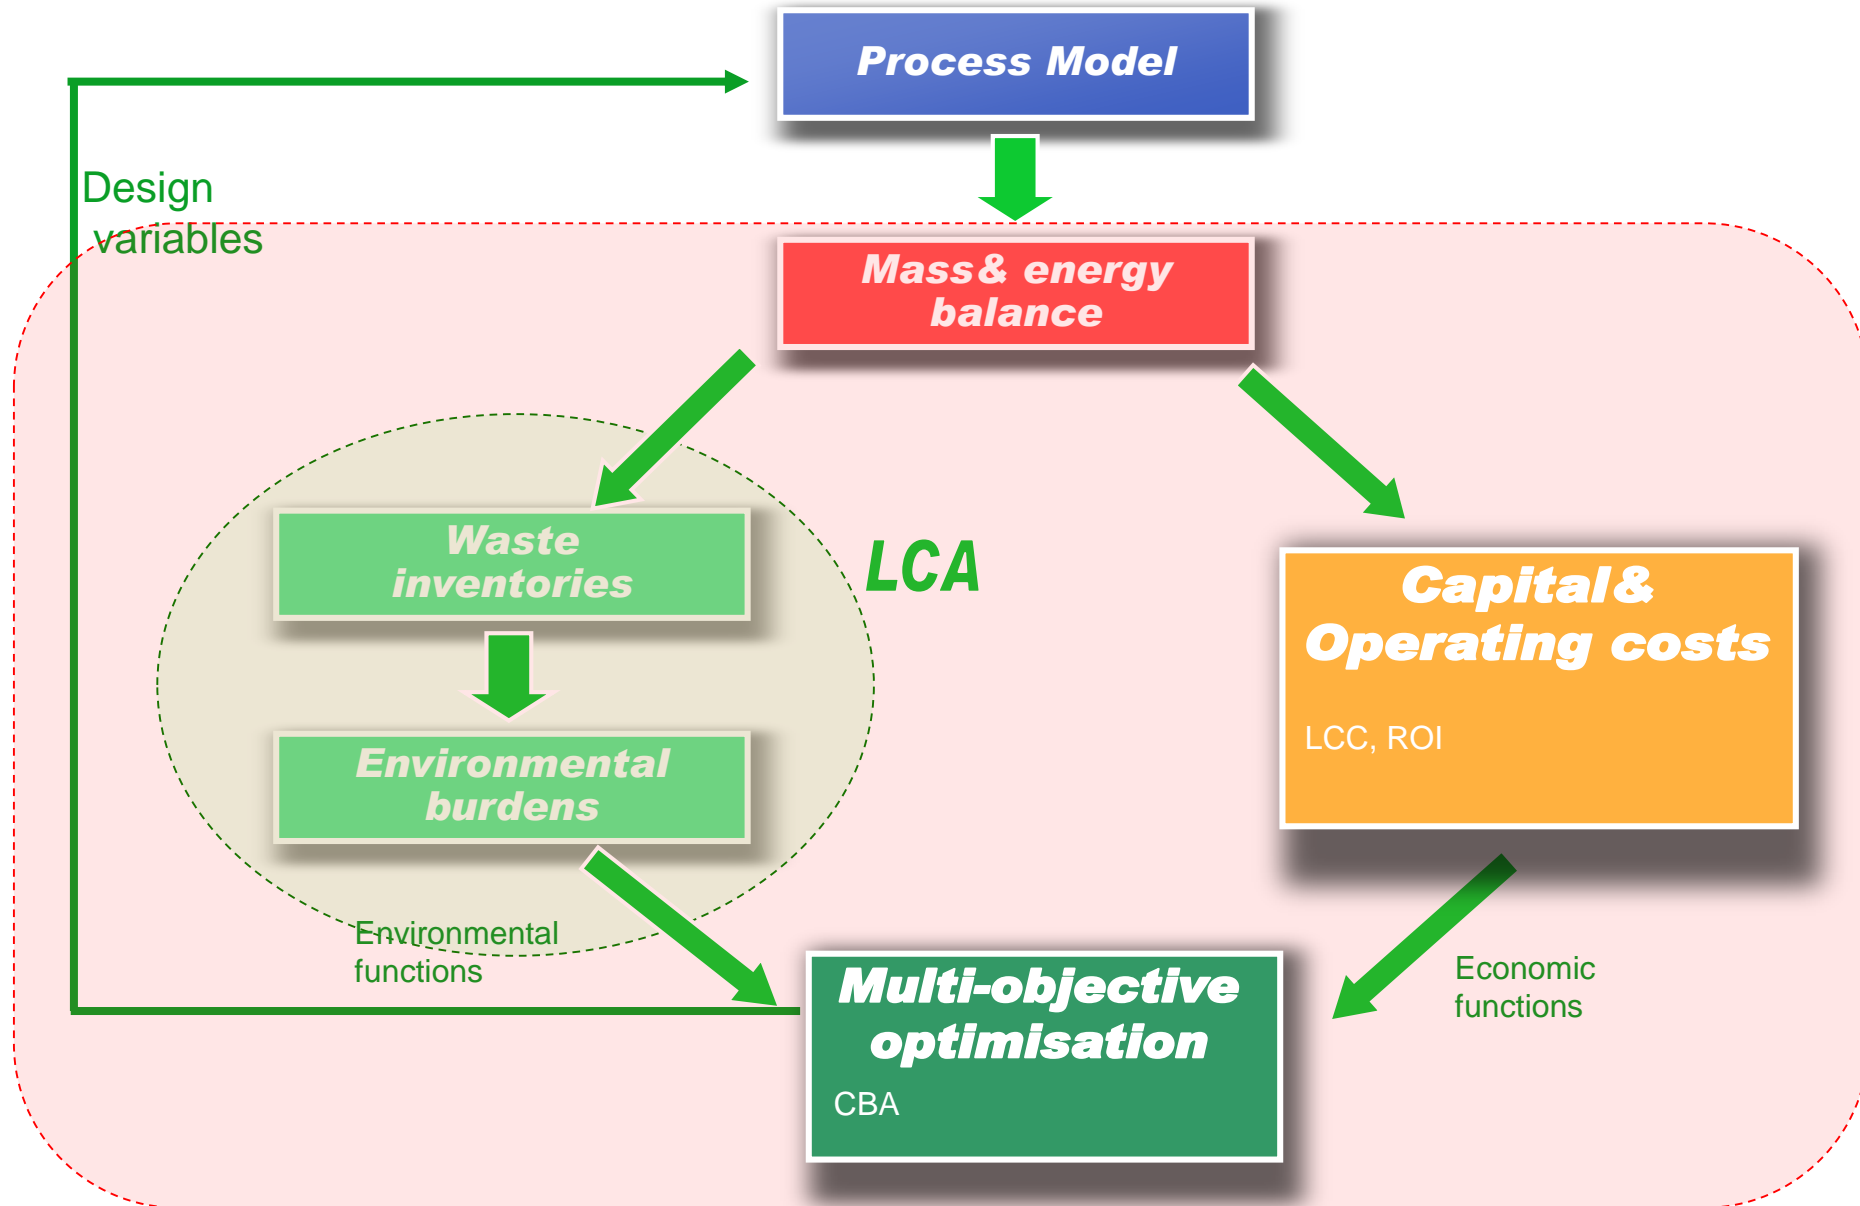 Process Model
Design
variables
Mass& energy
balance
Waste
inventories
LCA
Capital&
Operating costs
LCC, ROI
Environmental
burdens
Environmental
functions
Economic
functions
Multi-objective
optimisation
CBA